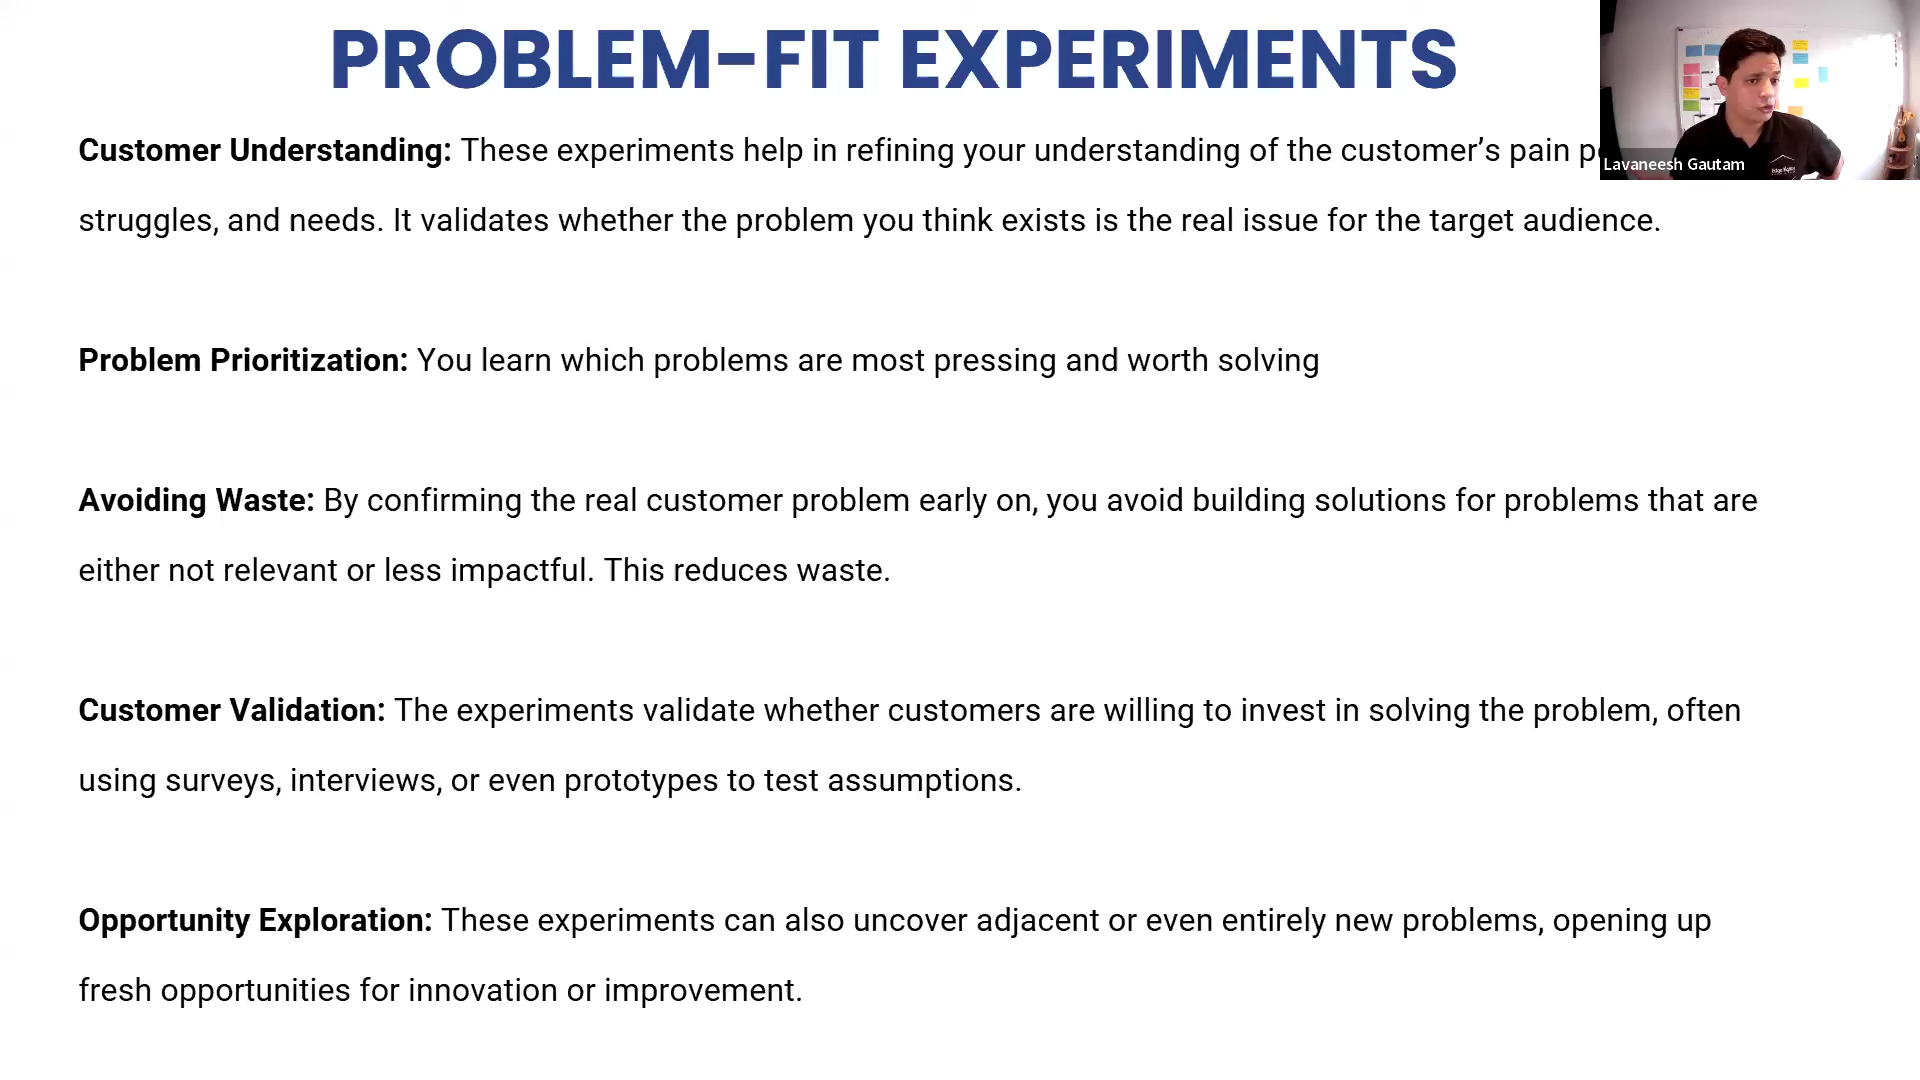 PROBLEM-FIT EXPERIMENTS
Customer Understanding: These experiments help in refining your understanding of the customer’s pain
Lavaneesh Gautam
struggles, and needs. It validates whether the problem you think exists is the real issue for the target audience.
Problem Prioritization: You learn which problems are most pressing and worth solving
Avoiding Waste: By confirming the real customer problem early on, you avoid building solutions for problems that are
either not relevant or less impactful. This reduces waste.
Customer Validation: The experiments validate whether customers are willing to invest in solving the problem, often
using surveys, interviews, or even prototypes to test assumptions.
Opportunity Exploration: These experiments can also uncover adjacent or even entirely new problems, opening up
fresh opportunities for innovation or improvement.